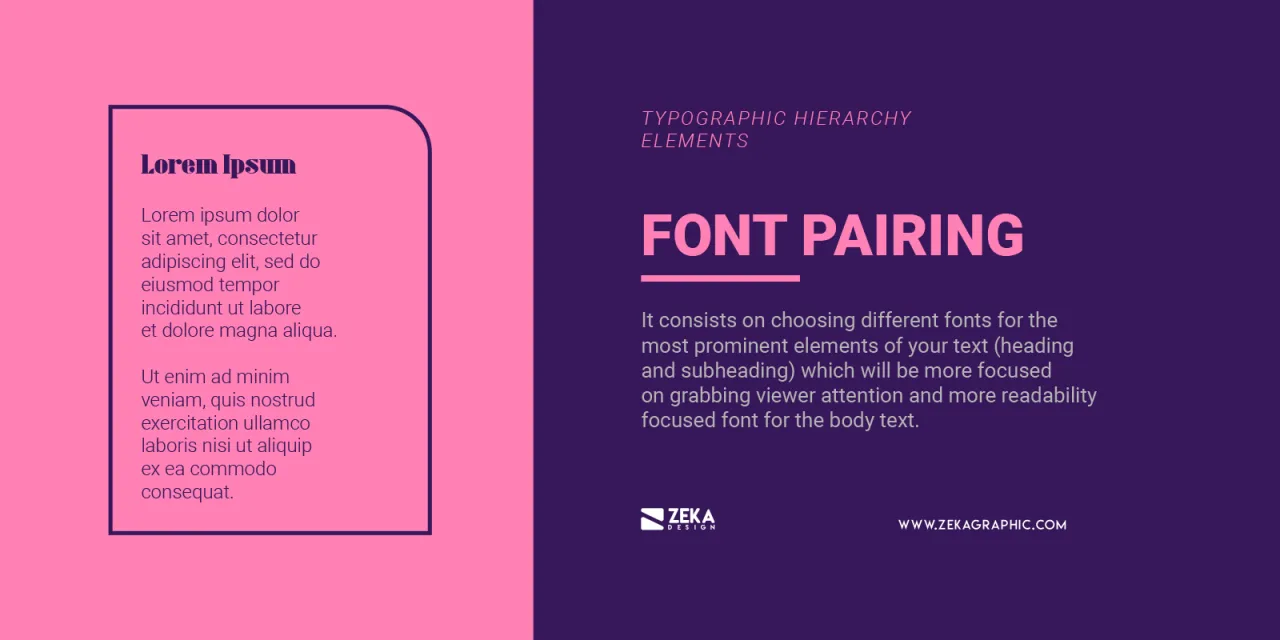 Lorem Ipsum
Lorem ipsum dolor
sit amet, consectetur
adipiscing elit, sed do
eiusmod tempor
incididunt ut labore
et dolore magna aliqua.
Ut enim ad minim
veniam, quis nostrud
exercitation ullamco
laboris nisi ut aliquip
ex ea commodo
consequat.
TYPOGRAPHIC HIERARCHY
ELEMENTS
FONT PAIRING
It consists on choosing different fonts for the
most prominent elements of your text (heading
and subheading) which will be more focused
on grabbing viewer attention and more readability
focused font for the body text.
ZEKA
DESIGN
WWW.ZEKAGRAPHIC.COM